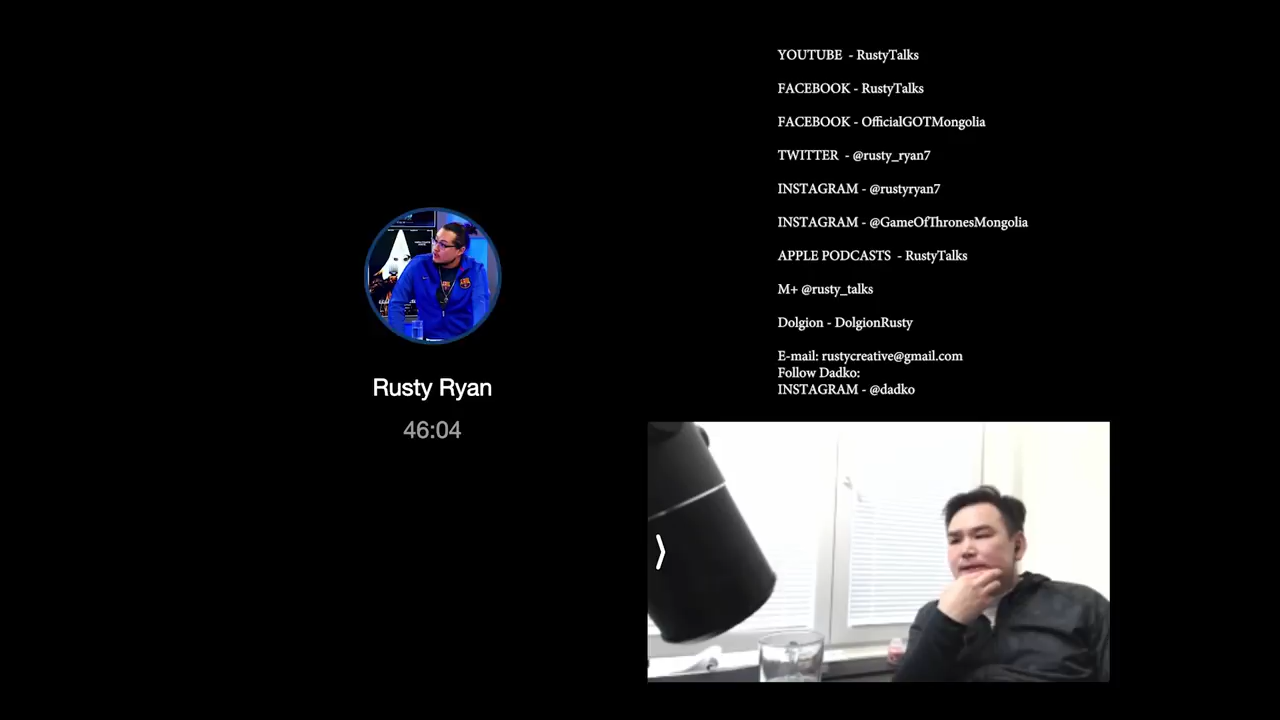 YOUTUBE - RustyTalks
FACEBOOK - RustyTalks
FACEBOOK - OfficialGOTMongolia
TWITTER - @rusty_ryan7
INSTAGRAM - @rustyryan7
INSTAGRAM - @GameOfThronesMongolia
APPLE PODCASTS - RustyTalks
M+ @rusty_talks
Dolgion - DolgionRusty
E-mail: rustycreative@gmail.com
Follow Dadko:
INSTAGRAM - @dadko
Rusty Ryan
46:04